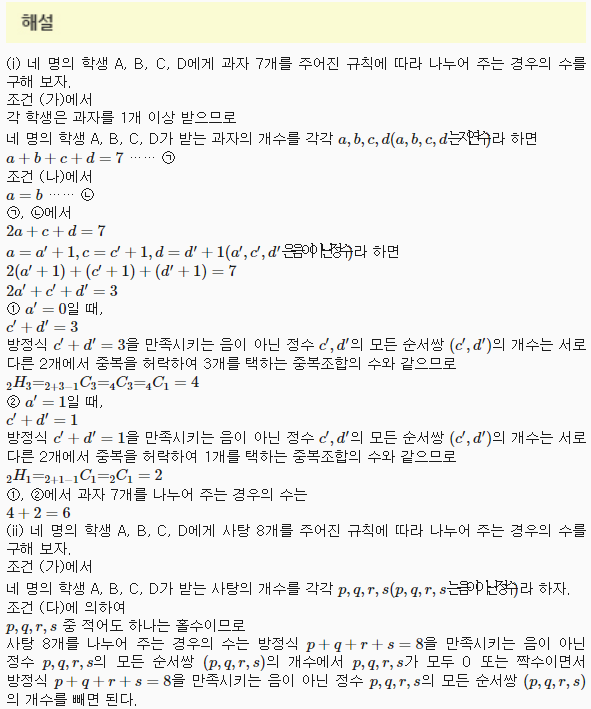 해설
(i) 네 명의 학생 A, B, C, D에게 과자 7개를 주어진 규칙에 따라 나누어 주는 경우의 수를
구해 보자.
조건 (가)에서
각 학생은 과자를 1개 이상 받으므로
네 명의 학생 A, B, C, D가 받는 과자의 개수를 각각 a, b, c, d(a, b, c, d는 자연수)라 하면
a + b + c + d = 7 …… ㉠
조건 (나)에서
a = b …… ㉡
㉠, ㉡에서
2a + c + d = 7
a = a′ + 1, c = c′ + 1, d = d′ + 1(a′, c′, d′은 음이 아닌 정수)라 하면
2(a′ + 1) + (c′ + 1) + (d′ + 1) = 7
2a′ + c′ + d′ = 3
① a′ = 0일 때,
c′ + d′ = 3
방정식 c′ + d′ = 3을 만족시키는 음이 아닌 정수 c′, d′의 모든 순서쌍 (c′, d′)의 개수는 서로
다른 2개에서 중복을 허락하여 3개를 택하는 중복조합의 수와 같으므로
₂H₃=₂₊₃₋₁C₃=₄C₃=₄C₁ = 4
② a′ = 1일 때,
c′ + d′ = 1
방정식 c′ + d′ = 1을 만족시키는 음이 아닌 정수 c′, d′의 모든 순서쌍 (c′, d′)의 개수는 서로
다른 2개에서 중복을 허락하여 1개를 택하는 중복조합의 수와 같으므로
₂H₁=₂₊₁₋₁C₁=₂C₁ = 2
①, ②에서 과자 7개를 나누어 주는 경우의 수는
4 + 2 = 6
(ii) 네 명의 학생 A, B, C, D에게 사탕 8개를 주어진 규칙에 따라 나누어 주는 경우의 수를
구해 보자.
조건 (가)에서
네 명의 학생 A, B, C, D가 받는 사탕의 개수를 각각 p, q, r, s(p, q, r, s는 음이 아닌 정수)라 하자.
조건 (다)에 의하여
p, q, r, s 중 적어도 하나는 홀수이므로
사탕 8개를 나누어 주는 경우의 수는 방정식 p + q + r + s = 8을 만족시키는 음이 아닌
정수 p, q, r, s의 모든 순서쌍 (p, q, r, s)의 개수에서 p, q, r, s가 모두 0 또는 짝수이면서
방정식 p + q + r + s = 8을 만족시키는 음이 아닌 정수 p, q, r, s의 모든 순서쌍 (p, q, r, s)
의 개수를 빼면 된다.